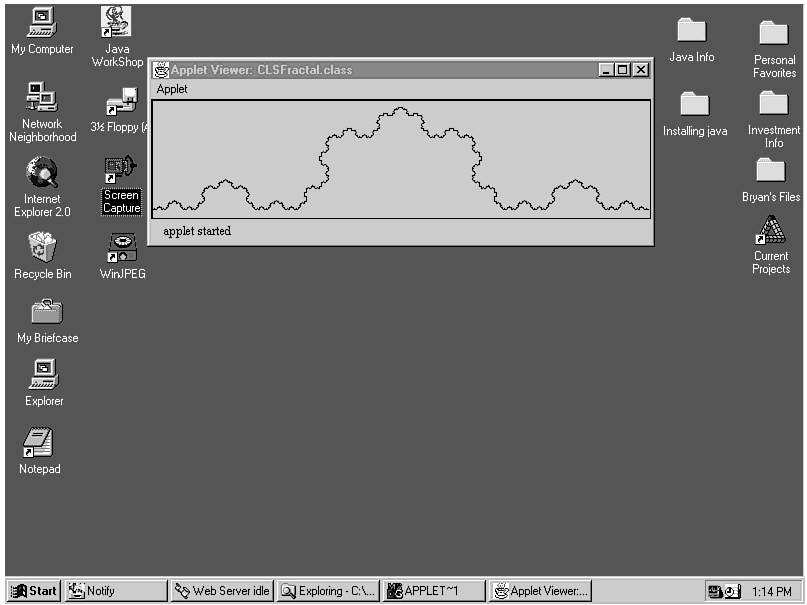 My Computer
Java
WorkShop
Network
Neighborhood
3½ Floppy (A
Internet
Explorer 2.0
Screen
Capture
Recycle Bin
WinJPEG
My Briefcase
Explorer
Notepad
Applet Viewer: CLSFractal.class
Applet
applet started
Java Info
Personal
Favorites
Installing java
Investment
Info
Bryan's Files
Current
Projects
Start
Notify
Web Server idle
Exploring - C:\...
APPLET~1
Applet Viewer:...
1:14 PM